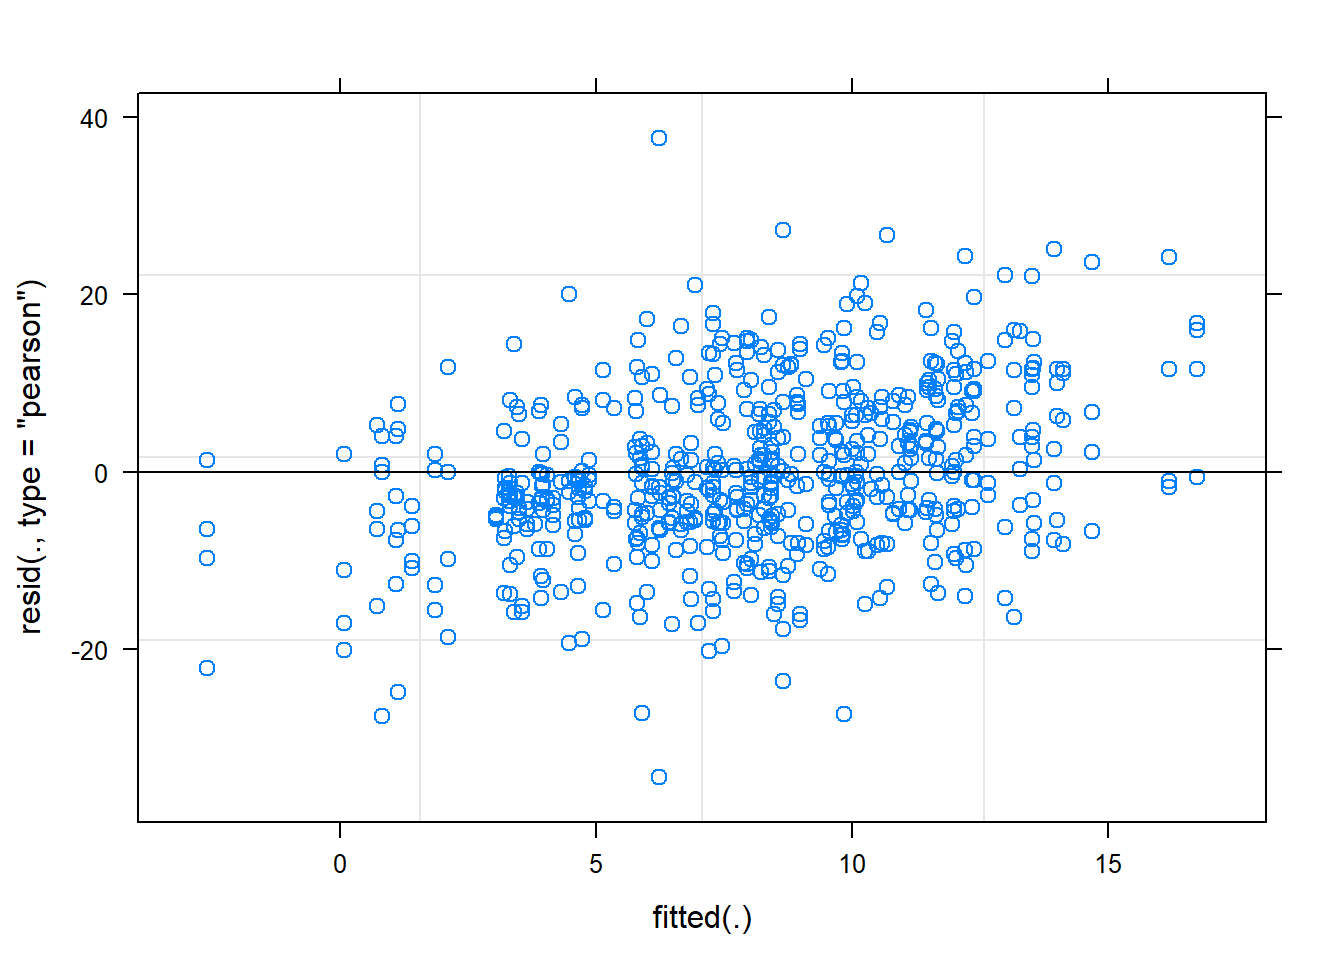 40
20
0
-20
resid(., type = "pearson")
0 5 10 15
fitted(.)